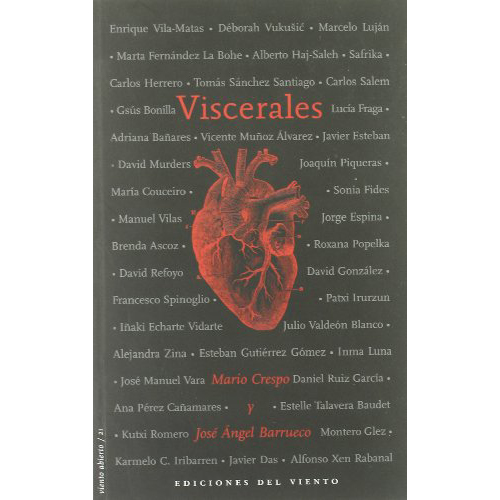 Enrique Vila-Matas • Déborah Vukušić • Marcelo Luján
• Marta Fernández La Bohe • Alberto Haj-Saleh • Safrika •
Carlos Herrero • Tomás Sánchez Santiago • Carlos Salem
• Gsús Bonilla Viscerales Lucía Fraga •
Adriana Bañares • Vicente Muñoz Álvarez • Javier Esteban
• David Murders Joaquín Piqueras •
María Couceiro • • Sonia Fides
• Manuel Vilas Jorge Espina •
Brenda Ascoz • • Roxana Popelka
• David Refoyo David González •
Francesco Spinoglio • • Patxi Irurzun
• Iñaki Echarte Vidarte Julio Valdeón Blanco •
Alejandra Zina • Esteban Gutiérrez Gómez • Inma Luna
• José Manuel Vara Mario Crespo Daniel Ruiz García •
Ana Pérez Cañamares • y • Estelle Talavera Baudet
• Kutxi Romero José Ángel Barrueco Montero Glez •
Karmelo C. Iribarren • Javier Das • Alfonso Xen Rabanal
viento abierto / 21
EDICIONES DEL VIENTO